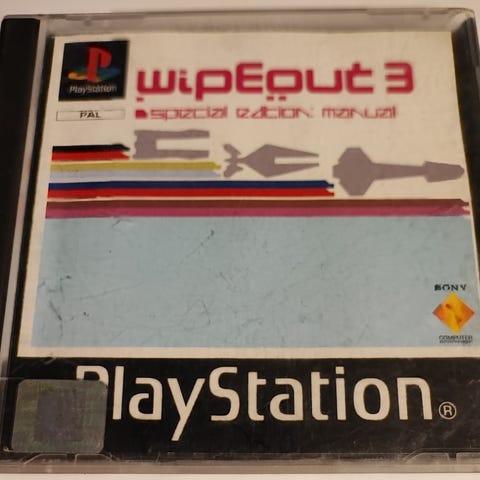 PlayStation
PAL
wipEout 3
special edition: manual
SONY
COMPUTER
ENTERTAINMENT
PlayStation®